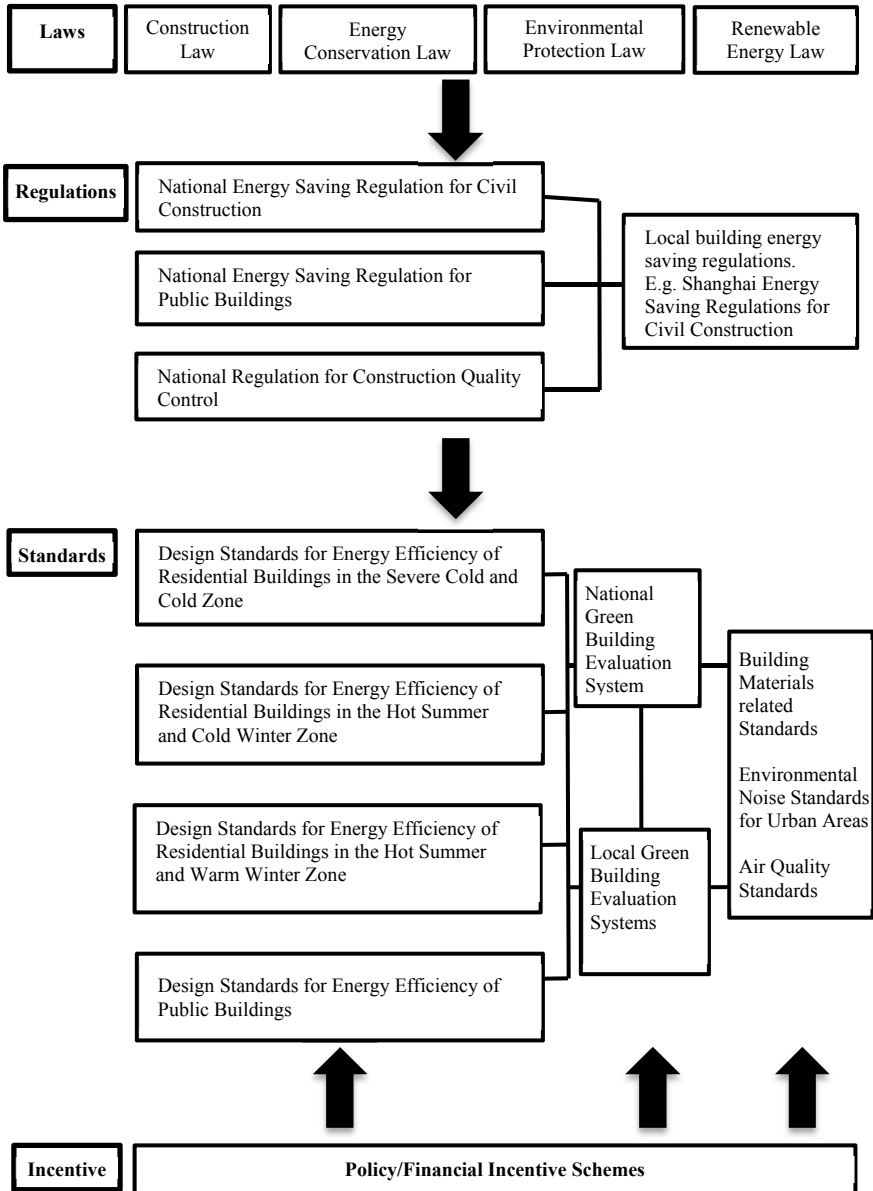 Laws
Construction
Law
Energy
Conservation Law
Environmental
Protection Law
Renewable
Energy Law
Regulations
National Energy Saving Regulation for Civil
Construction
National Energy Saving Regulation for
Public Buildings
National Regulation for Construction Quality
Control
Local building energy
saving regulations.
E.g. Shanghai Energy
Saving Regulations for
Civil Construction
Standards
Design Standards for Energy Efficiency of
Residential Buildings in the Severe Cold and
Cold Zone
Design Standards for Energy Efficiency of
Residential Buildings in the Hot Summer
and Cold Winter Zone
Design Standards for Energy Efficiency of
Residential Buildings in the Hot Summer
and Warm Winter Zone
Design Standards for Energy Efficiency of
Public Buildings
National
Green
Building
Evaluation
System
Local Green
Building
Evaluation
Systems
Building
Materials
related
Standards
Environmental
Noise Standards
for Urban Areas
Air Quality
Standards
Incentive
Policy/Financial Incentive Schemes